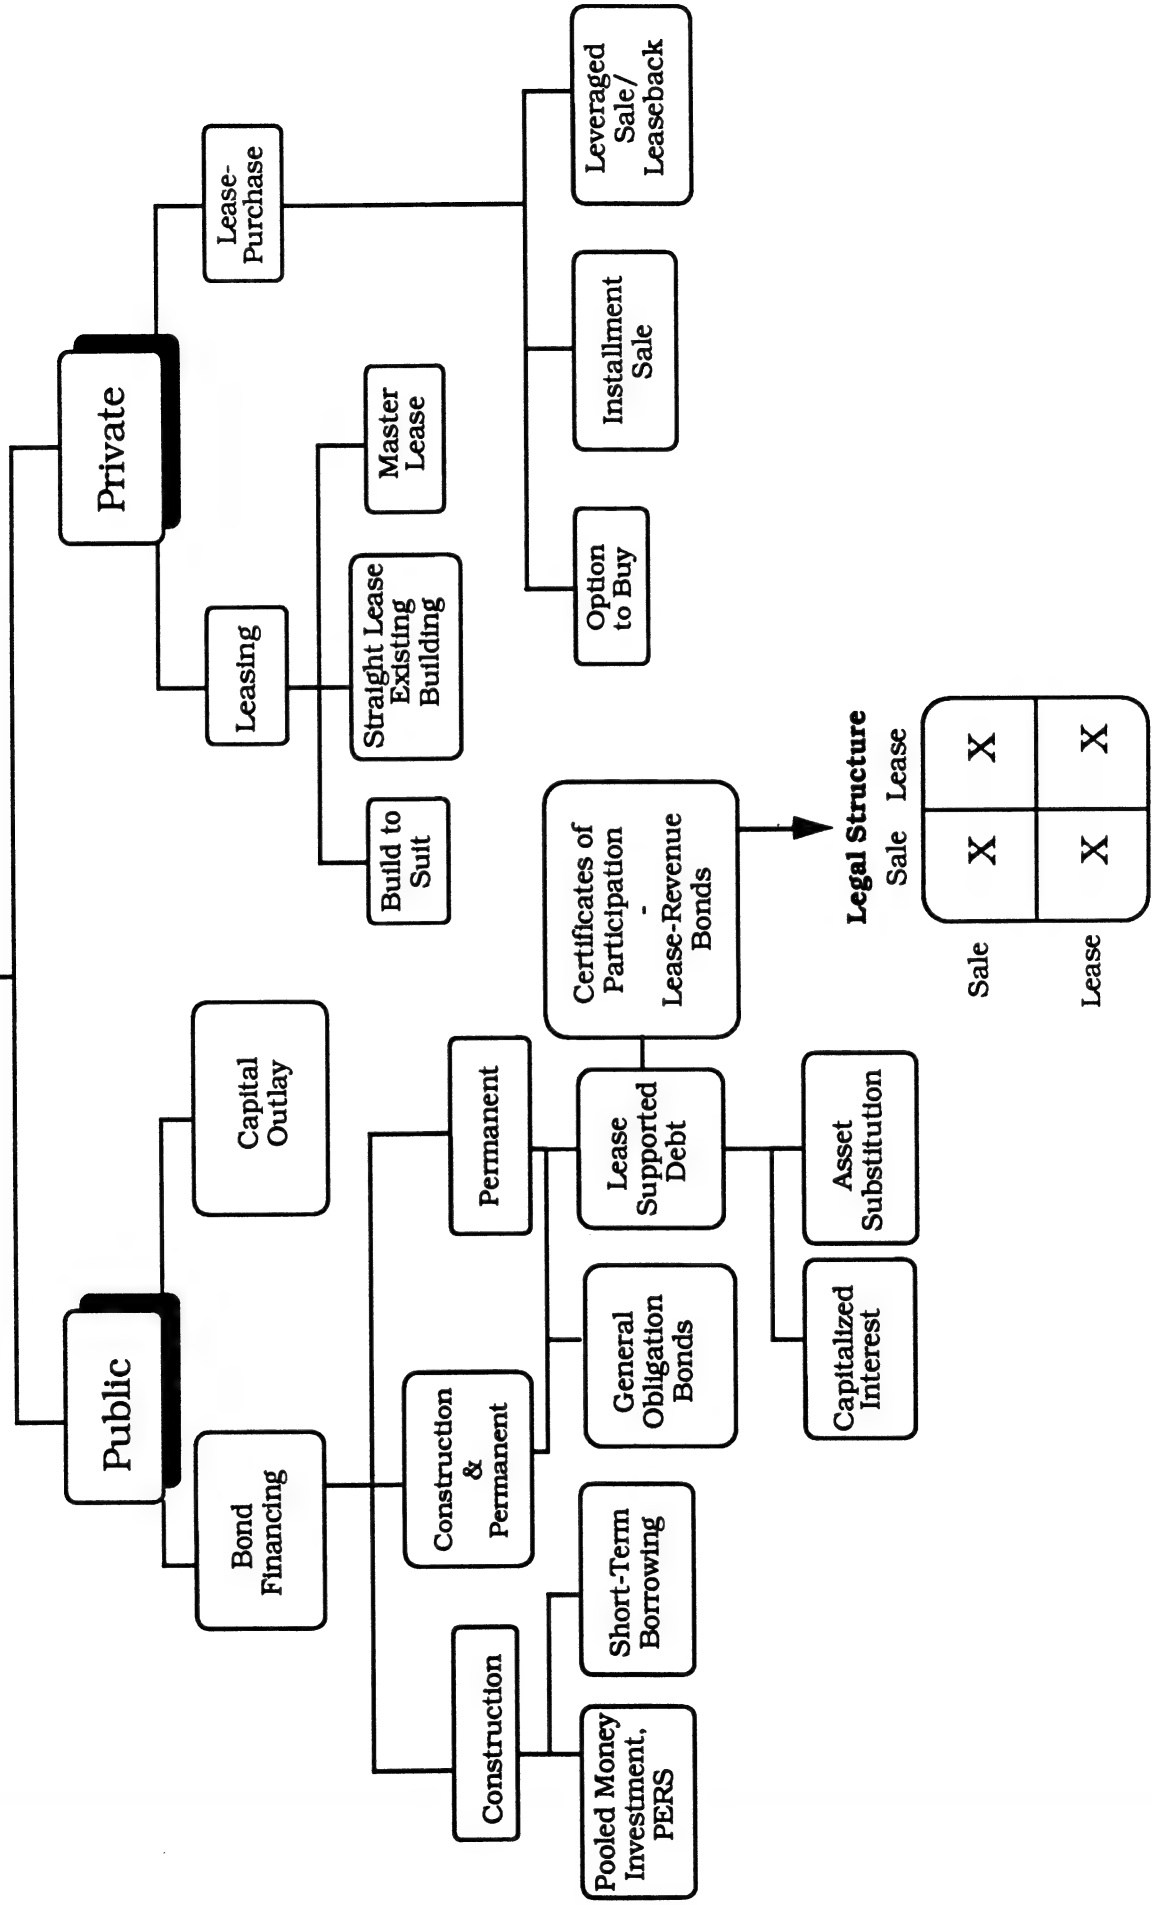 Public
Private
Bond
Financing
Capital
Outlay
Leasing
Lease-
Purchase
Build to
Suit
Straight Lease
Existing
Building
Master
Lease
Construction
Construction
&
Permanent
Permanent
Pooled Money
Investment,
PERS
Short-Term
Borrowing
General
Obligation
Bonds
Lease
Supported
Debt
Certificates of
Participation
-
Lease-Revenue
Bonds
Option
to Buy
Installment
Sale
Leveraged
Sale/
Leaseback
Capitalized
Interest
Asset
Substitution
Legal Structure
Sale Lease
Sale X X
Lease X X